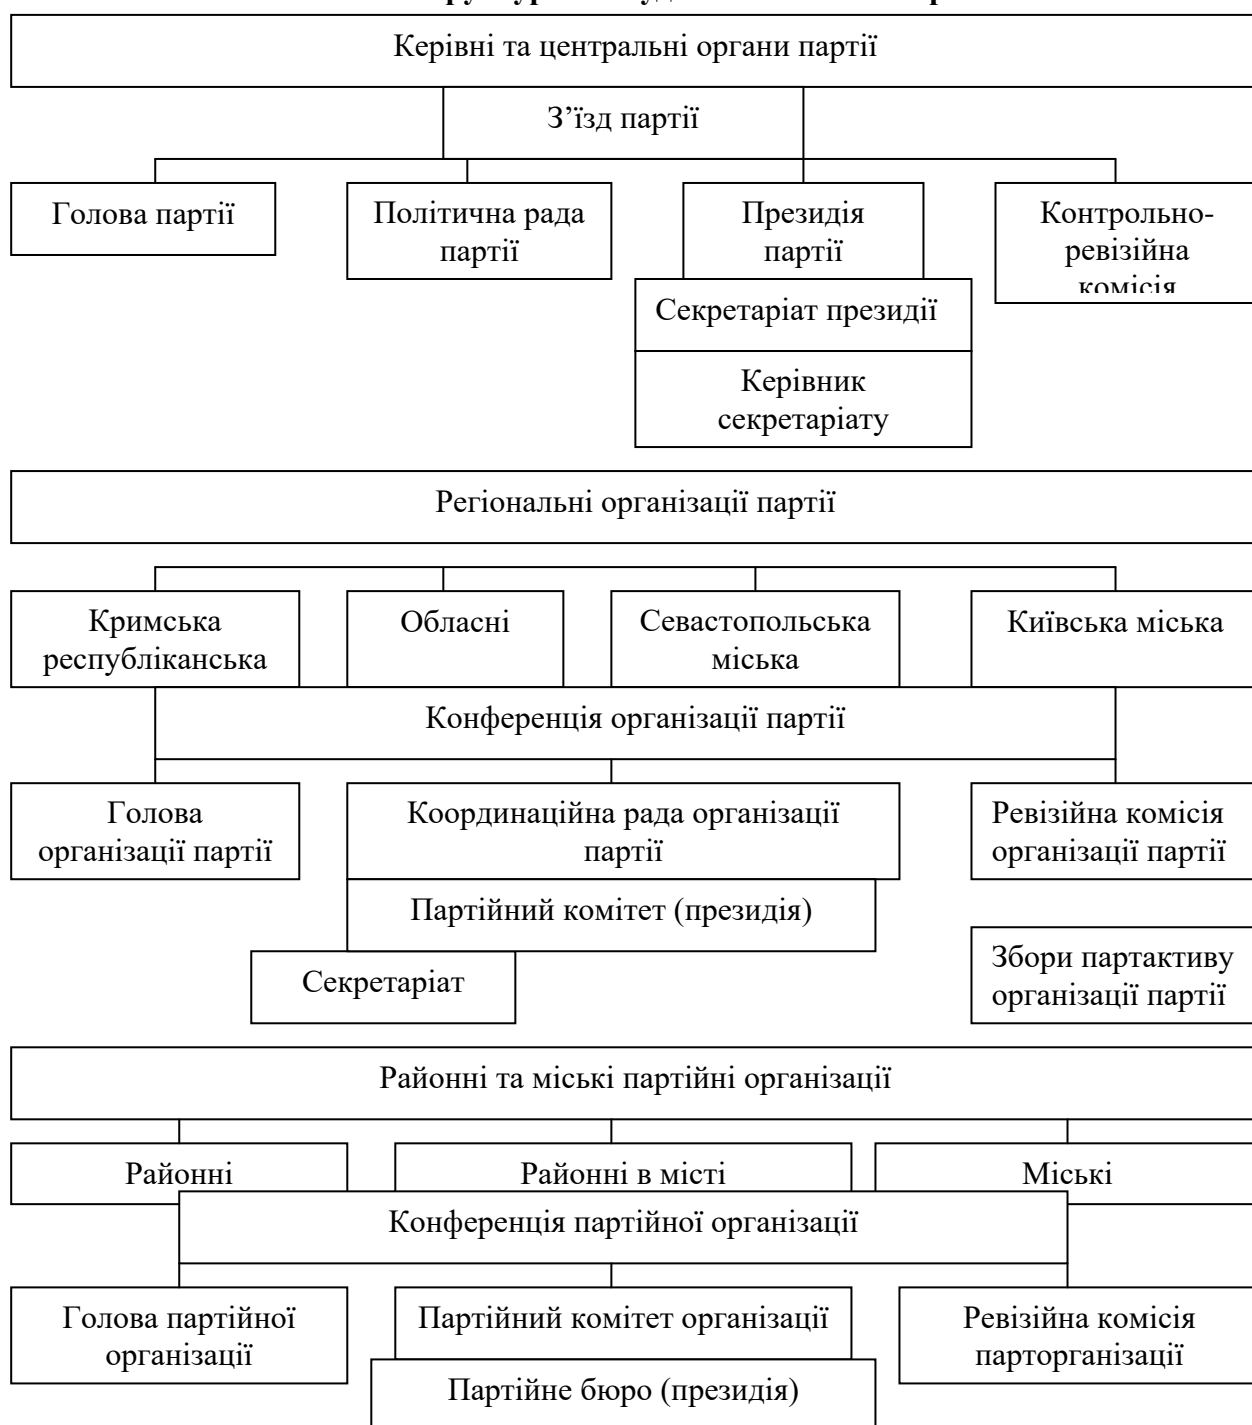 Керівні та центральні органи партії
З’їзд партії
Голова партії
Політична рада
партії
Президія
партії
Контрольно-
ревізійна
комісія
Секретаріат президії
Керівник
секретаріату
Регіональні організації партії
Кримська
республіканська
Обласні
Севастопольська
міська
Київська міська
Конференція організації партії
Голова
організації партії
Координаційна рада організації
партії
Ревізійна комісія
організації партії
Партійний комітет (президія)
Секретаріат
Збори партактиву
організації партії
Районні та міські партійні організації
Районні
Районні в місті
Міські
Конференція партійної організації
Голова партійної
організації
Партійний комітет організації
Ревізійна комісія
парторганізації
Партійне бюро (президія)